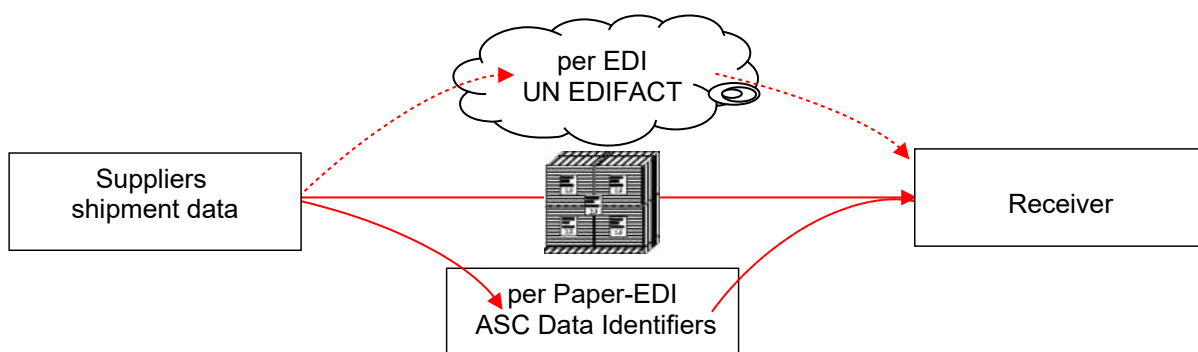 per EDI
UN EDIFACT
Suppliers
shipment data
Receiver
per Paper-EDI
ASC Data Identifiers